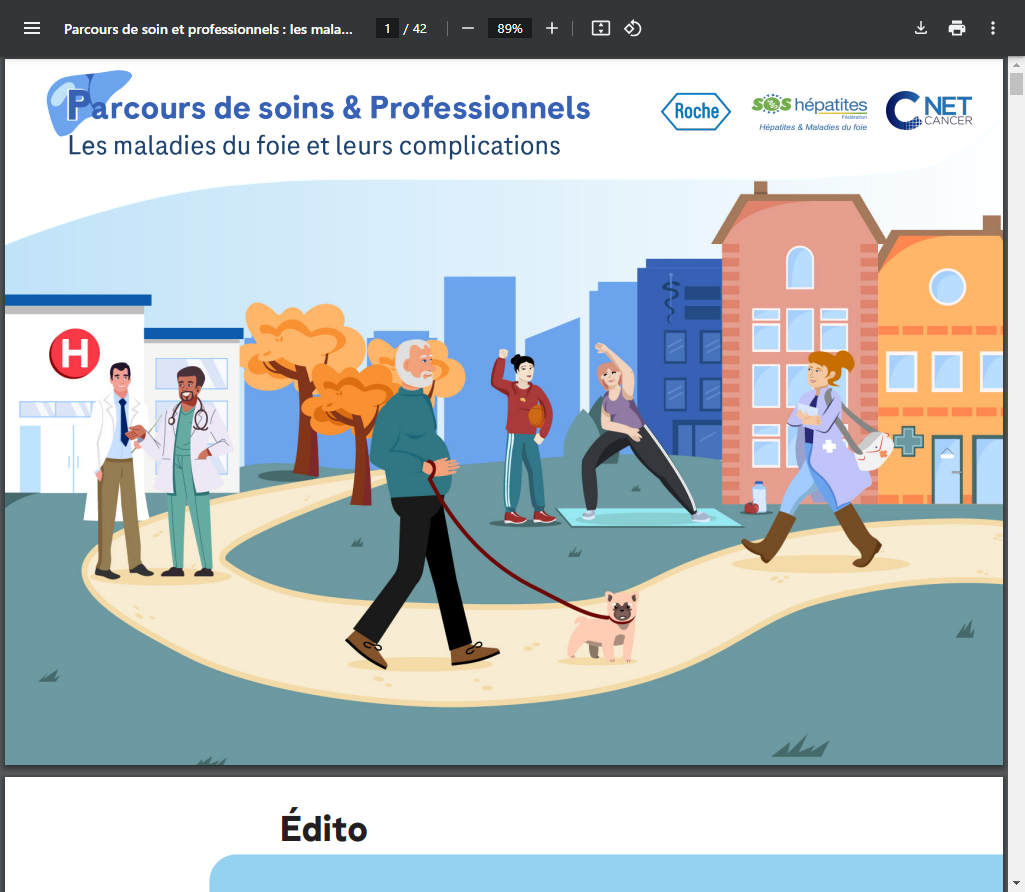 Parcours de soin et professionnels : les mala...
1 / 42
89%
Parcours de soins & Professionnels
Les maladies du foie et leurs complications
Roche
SOS hépatites
Fédération
Hépatites & Maladies du foie
C NET
CANCER
H
Édito